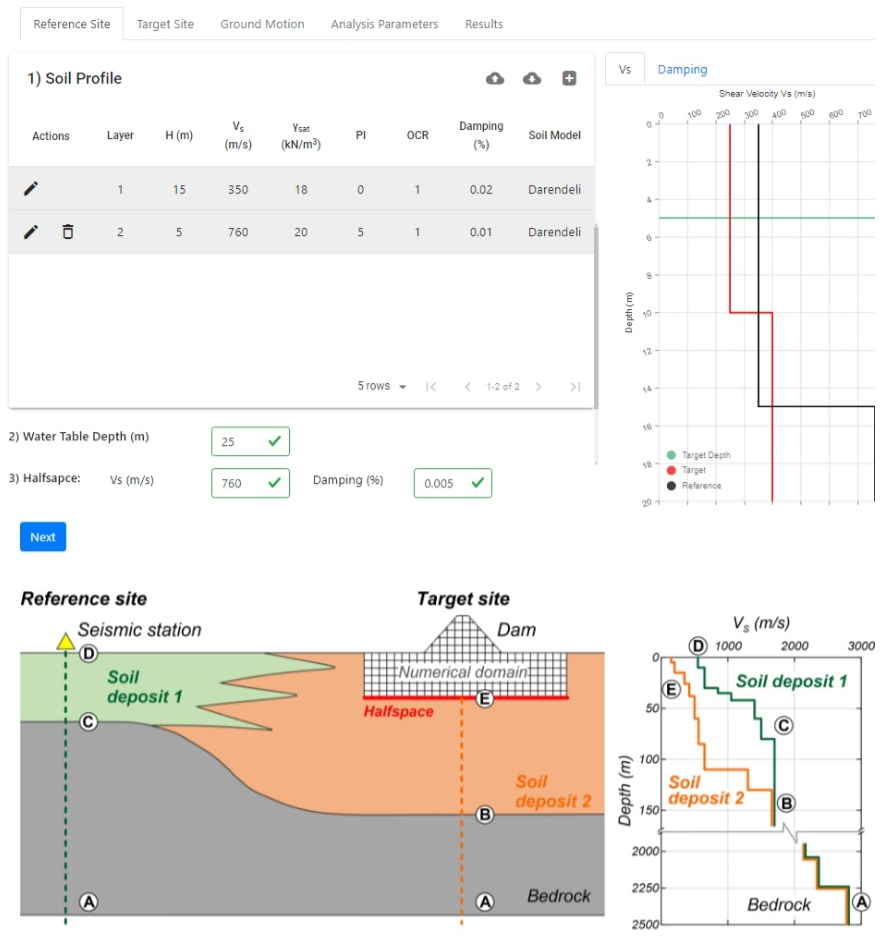 Reference Site Target Site Ground Motion Analysis Parameters Results
1) Soil Profile
Actions Layer H (m) Vs (m/s) γsat (kN/m³) PI OCR Damping (%) Soil Model
1 15 350 18 0 1 0.02 Darendeli
2 5 760 20 5 1 0.01 Darendeli
5 rows 1-2 of 2
2) Water Table Depth (m) 25
3) Halfsapce: Vs (m/s) 760 Damping (%) 0.005
Next
Vs Damping
Shear Velocity Vs (m/s)
0 100 200 300 400 500 600 700
0
2
4
6
8
10
12
14
16
18
20
Depth (m)
Target Depth
Target
Reference
Reference site
Seismic station
D
Soil
deposit 1
C
A
Target site
Dam
Numerical domain
E
Halfspace
Soil
deposit 2
B
A
Bedrock
Vs (m/s)
D 1000 2000 3000
0
50
100
150
2000
2250
2500
Depth (m)
E
Soil deposit 1
C
Soil
deposit 2
B
Bedrock
A